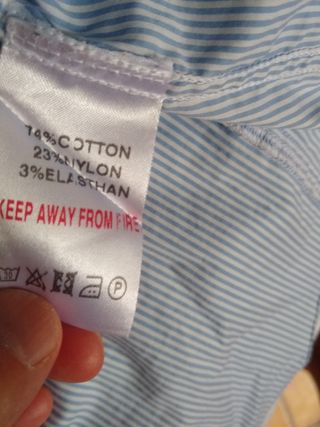 74%COTTON
23%NYLON
3%ELASTHAN
KEEP AWAY FROM FIRE
P